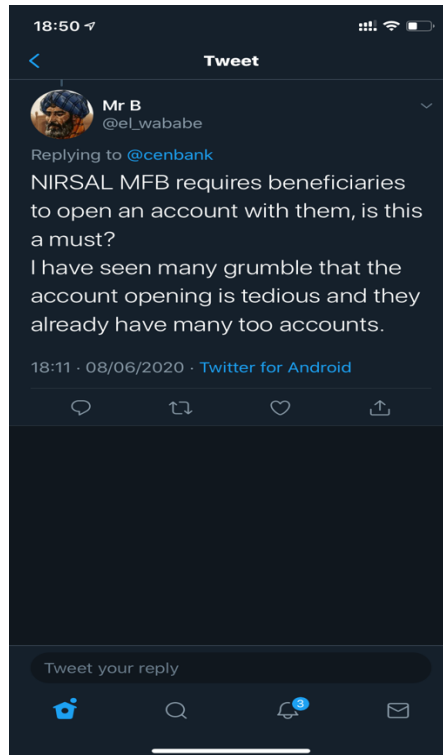 18:50
Tweet
Mr B
@el_wababe
Replying to @cenbank
NIRSAL MFB requires beneficiaries
to open an account with them, is this
a must?
I have seen many grumble that the
account opening is tedious and they
already have many too accounts.
18:11 · 08/06/2020 · Twitter for Android
Tweet your reply
3